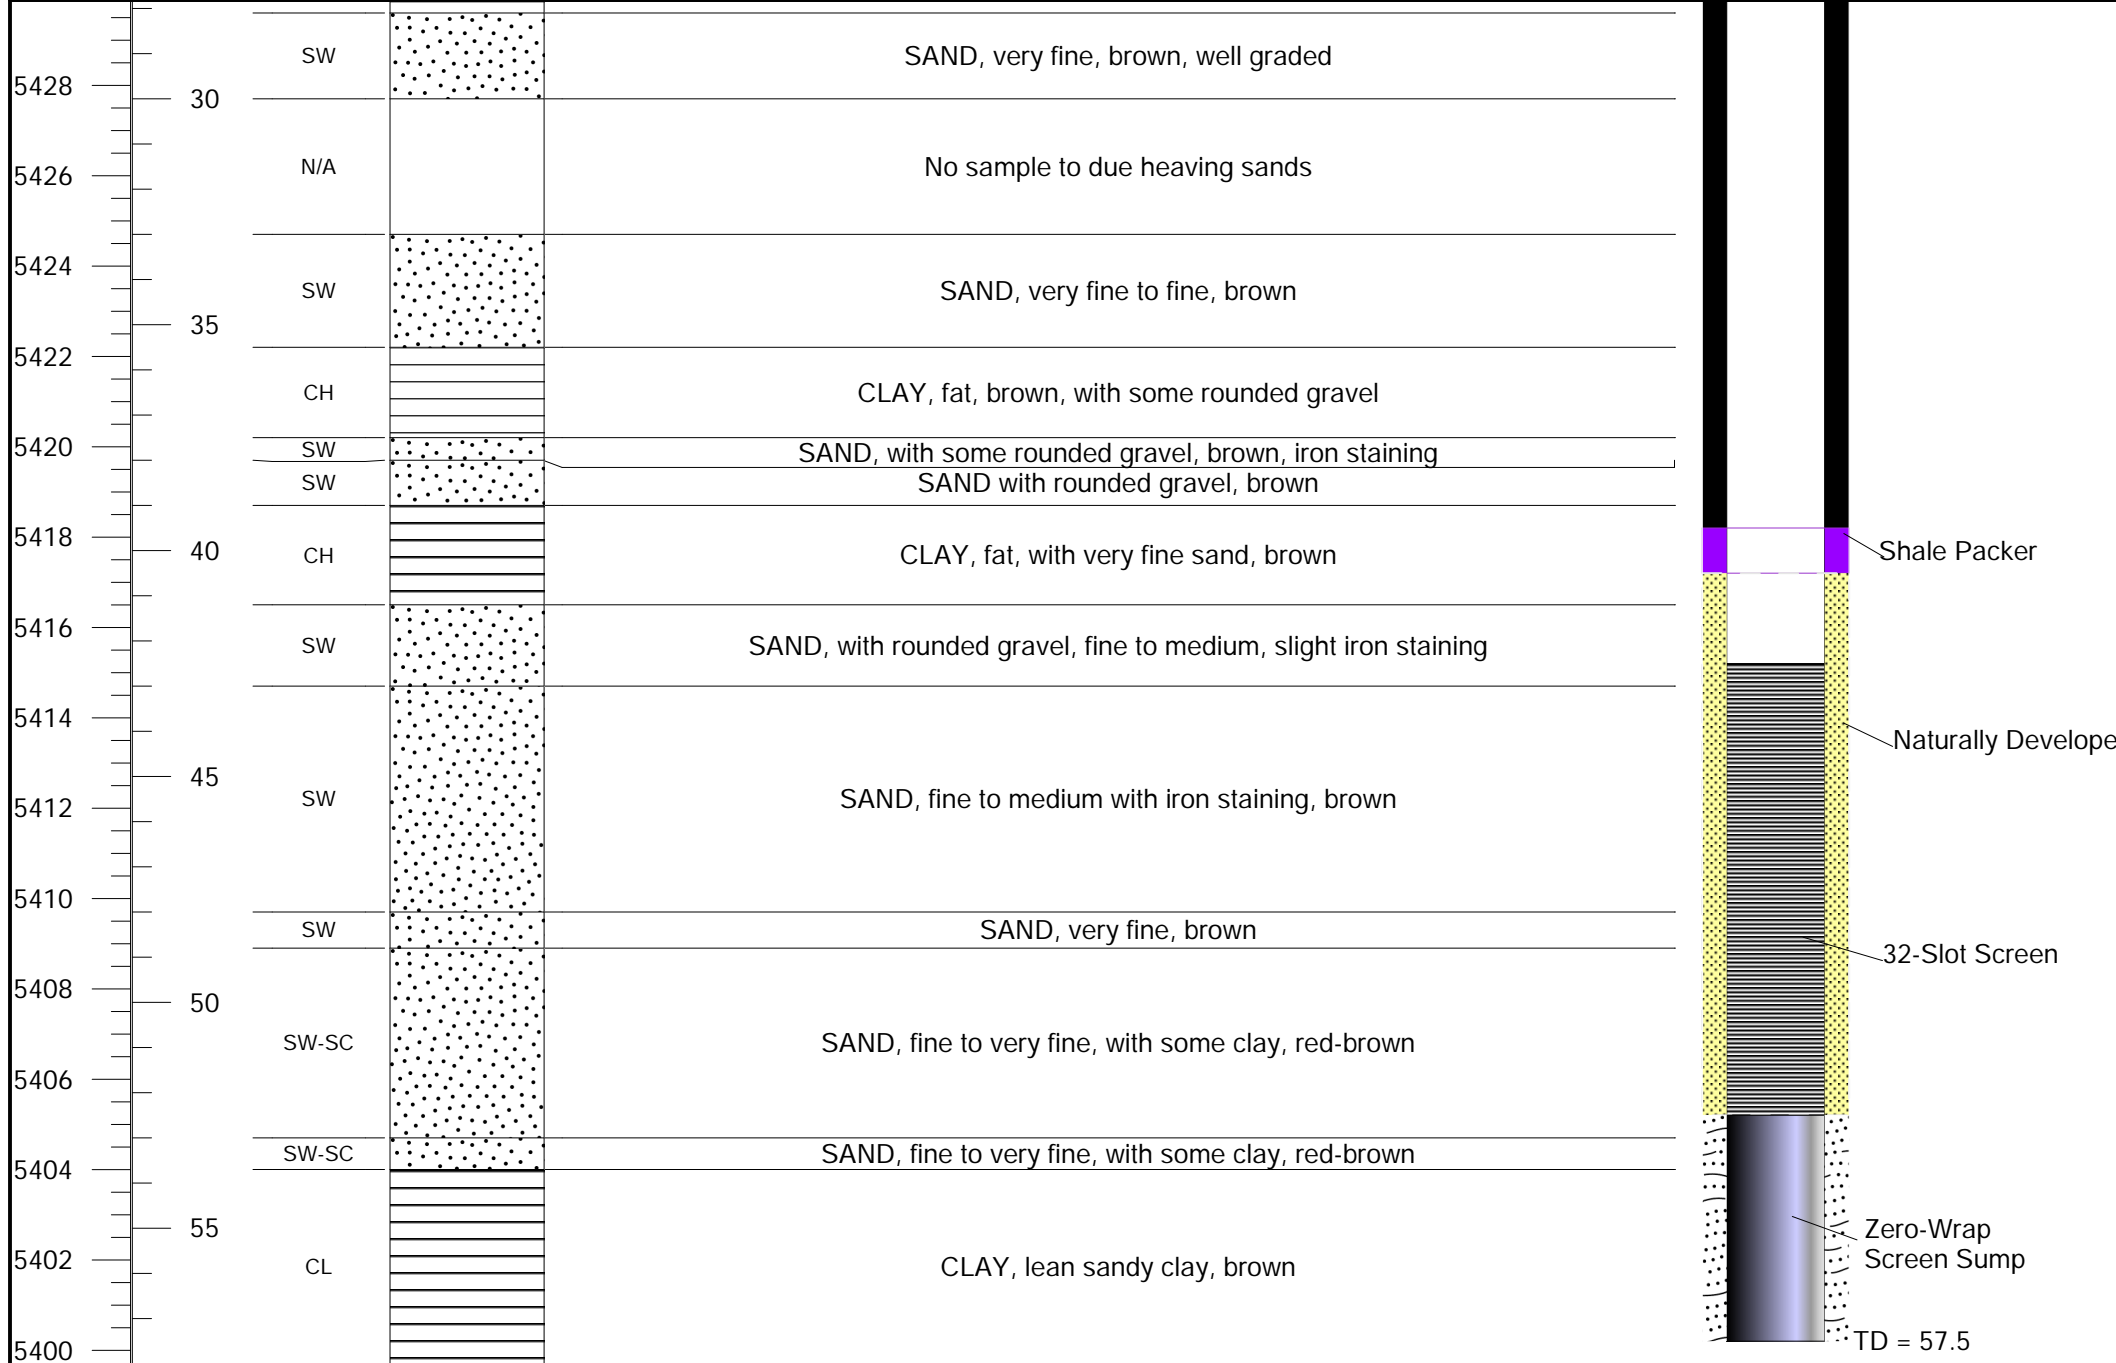 SW SAND, very fine, brown, well graded
5428
30
N/A No sample to due heaving sands
5426
5424
SW SAND, very fine to fine, brown
35
5422
CH CLAY, fat, brown, with some rounded gravel
5420
SW SAND, with some rounded gravel, brown, iron staining
SW SAND with rounded gravel, brown
5418
40
CH CLAY, fat, with very fine sand, brown
Shale Packer
5416
SW SAND, with rounded gravel, fine to medium, slight iron staining
5414
Naturally Develope
45
SW SAND, fine to medium with iron staining, brown
5412
5410
SW SAND, very fine, brown
32-Slot Screen
5408
50
SW-SC SAND, fine to very fine, with some clay, red-brown
5406
SW-SC SAND, fine to very fine, with some clay, red-brown
5404
55
Zero-Wrap
Screen Sump
5402
CL CLAY, lean sandy clay, brown
TD = 57.5
5400